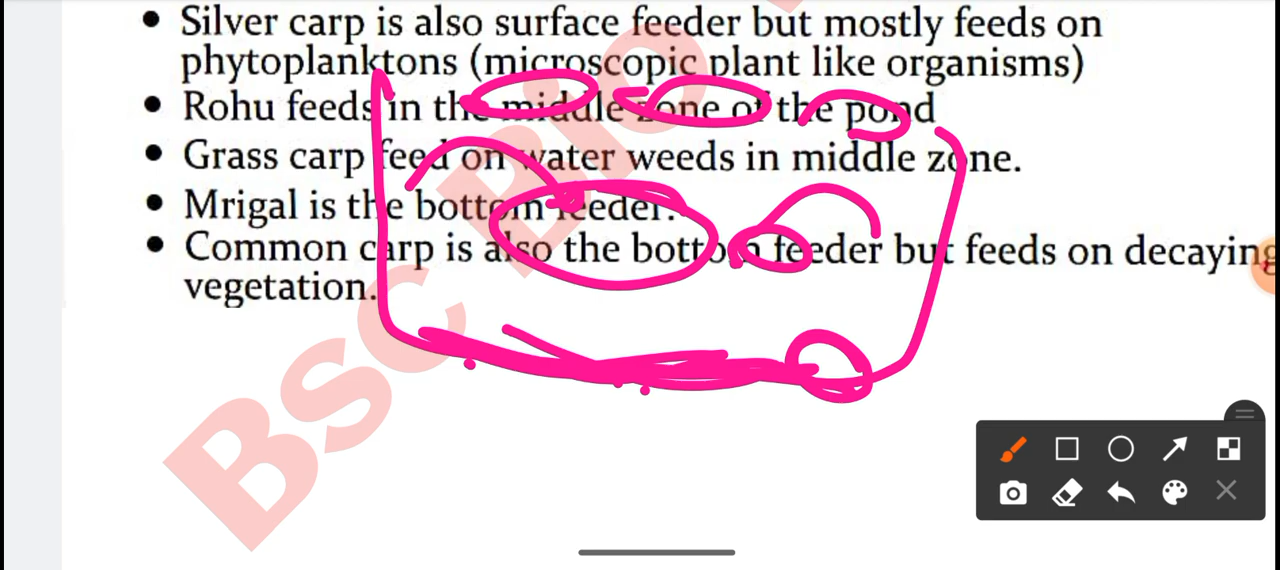 • Silver carp is also surface feeder but mostly feeds on
phytoplanktons (microscopic plant like organisms)
• Rohu feeds in the middle zone of the pond
• Grass carp feed on water weeds in middle zone.
• Mrigal is the bottom feeder.
• Common carp is also the bottom feeder but feeds on decaying
vegetation.
Bsc Bio